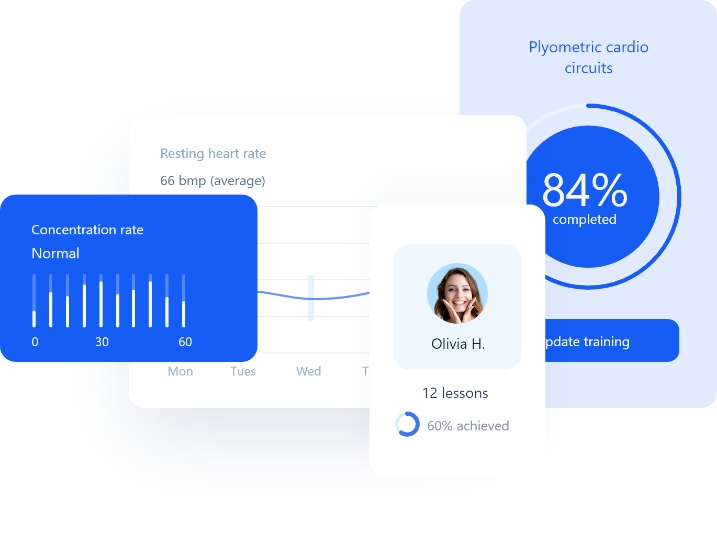 Plyometric cardio
circuits
84%
completed
pdate training
Resting heart rate
66 bmp (average)
Mon Tues Wed T
Concentration rate
Normal
0 30 60
Olivia H.
12 lessons
60% achieved